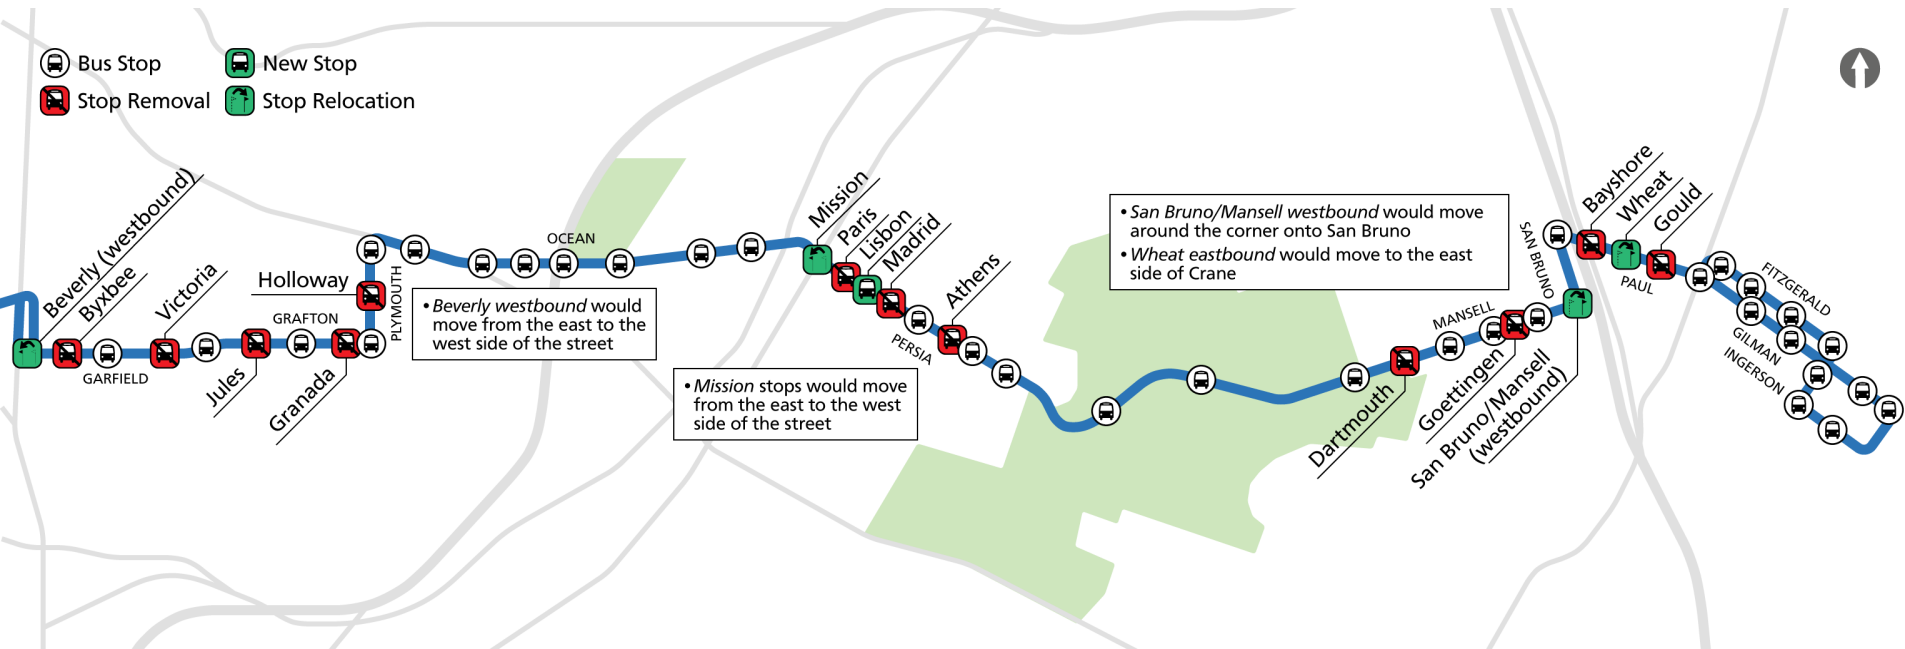 Bus Stop
New Stop
Stop Removal
Stop Relocation
Beverly (westbound)
Byxbee
Victoria
Holloway
GRAFTON
PLYMOUTH
GARFIELD
Jules
Granada
OCEAN
• Beverly westbound would
move from the east to the
west side of the street
Mission
Paris
Lisbon
Madrid
Athens
PERSIA
• Mission stops would move
from the east to the west
side of the street
• San Bruno/Mansell westbound would move
around the corner onto San Bruno
• Wheat eastbound would move to the east
side of Crane
MANSELL
SAN BRUNO
Dartmouth
Goettingen
San Bruno/Mansell
(westbound)
Bayshore
Wheat
Gould
PAUL
FITZGERALD
GILMAN
INGERSON